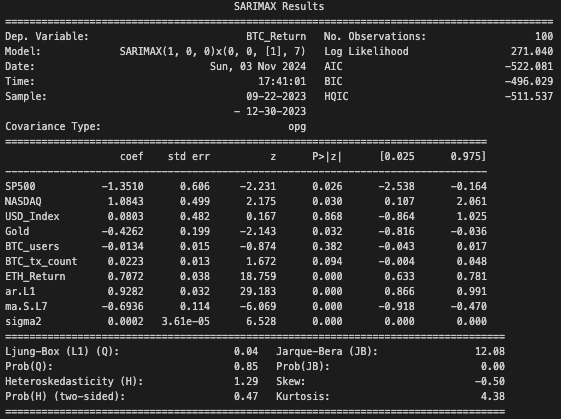 SARIMAX Results
==============================================================================
Dep. Variable: BTC_Return No. Observations: 100
Model: SARIMAX(1, 0, 0)x(0, 0, [1], 7) Log Likelihood 271.040
Date: Sun, 03 Nov 2024 AIC -522.081
Time: 17:41:01 BIC -496.029
Sample: 09-22-2023 HQIC -511.537
- 12-30-2023
Covariance Type: opg
==============================================================================
coef std err z P>|z| [0.025 0.975]
------------------------------------------------------------------------------
SP500 -1.3510 0.606 -2.231 0.026 -2.538 -0.164
NASDAQ 1.0843 0.499 2.175 0.030 0.107 2.061
USD_Index 0.0803 0.482 0.167 0.868 -0.864 1.025
Gold -0.4262 0.199 -2.143 0.032 -0.816 -0.036
BTC_users -0.0134 0.015 -0.874 0.382 -0.043 0.017
BTC_tx_count 0.0223 0.013 1.672 0.094 -0.004 0.048
ETH_Return 0.7072 0.038 18.759 0.000 0.633 0.781
ar.L1 0.9282 0.032 29.183 0.000 0.866 0.991
ma.S.L7 -0.6936 0.114 -6.069 0.000 -0.918 -0.470
sigma2 0.0002 3.61e-05 6.528 0.000 0.000 0.000
==============================================================================
Ljung-Box (L1) (Q): 0.04 Jarque-Bera (JB): 12.08
Prob(Q): 0.85 Prob(JB): 0.00
Heteroskedasticity (H): 1.29 Skew: -0.50
Prob(H) (two-sided): 0.47 Kurtosis: 4.38
==============================================================================